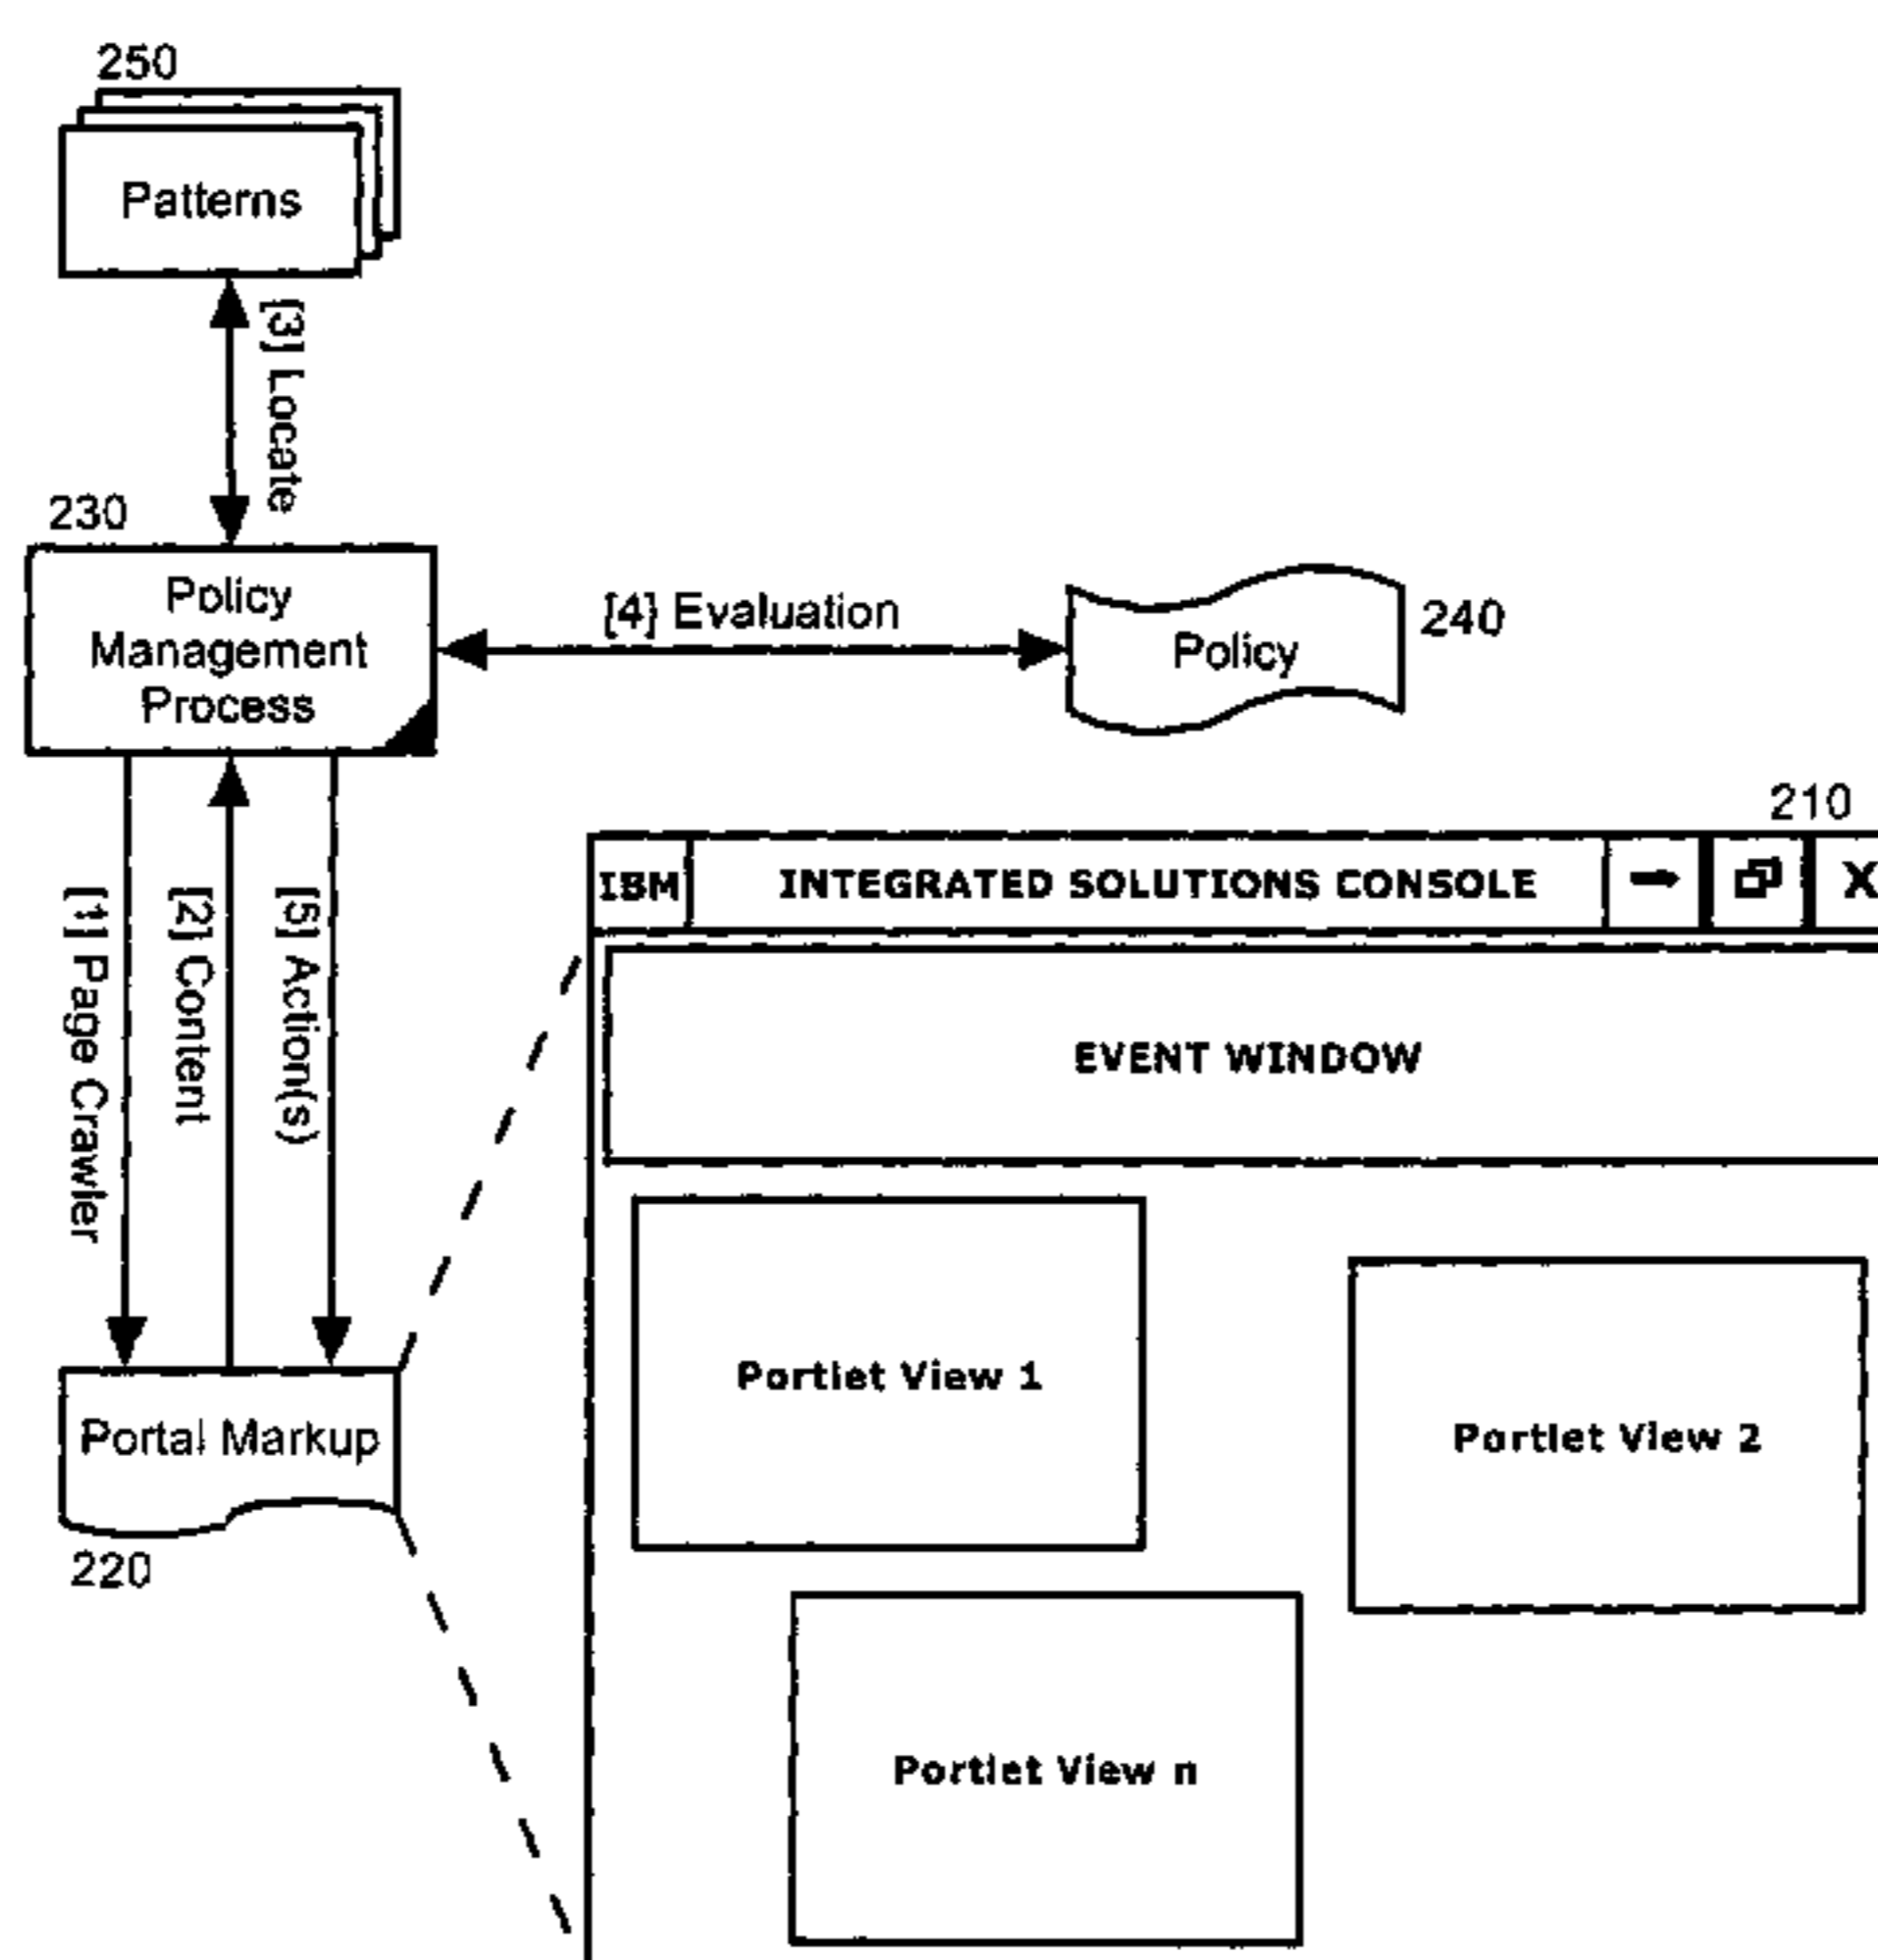 250
Patterns
[3] Locate
230
Policy
Management
Process
[4] Evaluation
Policy
240
210
IBM
INTEGRATED SOLUTIONS CONSOLE
X
[1] Page Crawler
[2] Content
[5] Action(s)
EVENT WINDOW
Portlet View 1
Portlet View 2
Portal Markup
220
Portlet View n